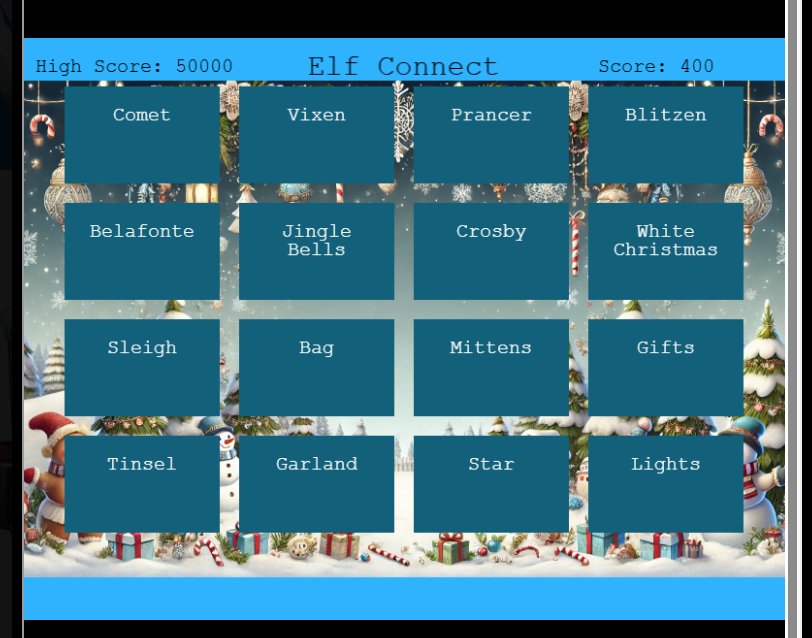 High Score: 50000 Elf Connect Score: 400
Comet Vixen Prancer Blitzen
Belafonte Jingle Bells Crosby White Christmas
Sleigh Bag Mittens Gifts
Tinsel Garland Star Lights